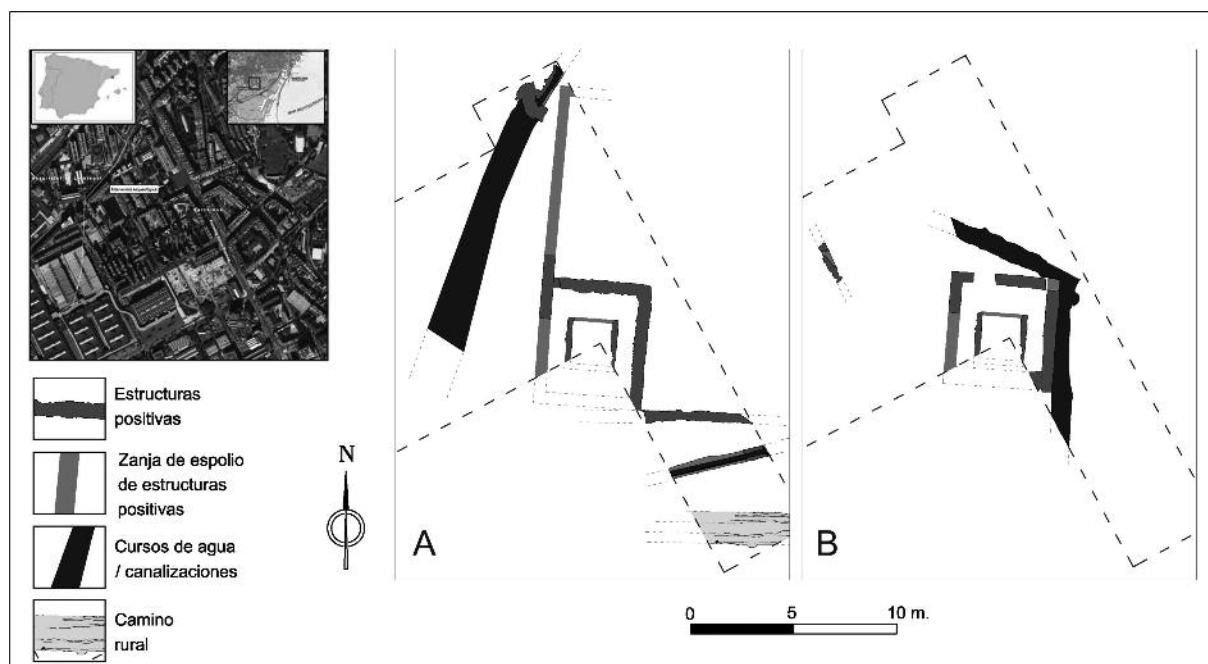 Estructuras
positivas
Zanja de espolio
de estructuras
positivas
Cursos de agua
/ canalizaciones
Camino
rural
N
A
B
0 5 10 m.